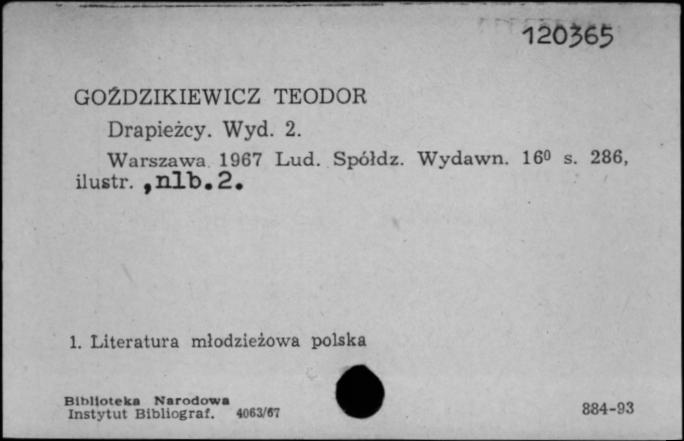 120365
GOŹDZIKIEWICZ TEODOR
Drapieżcy. Wyd. 2.
Warszawa 1967 Lud. Spółdz. Wydawn. 16⁰ s. 286,
ilustr. ,nlb.2.
1. Literatura młodzieżowa polska
Biblioteka Narodowa
Instytut Bibliograf. 4063/67
884-93